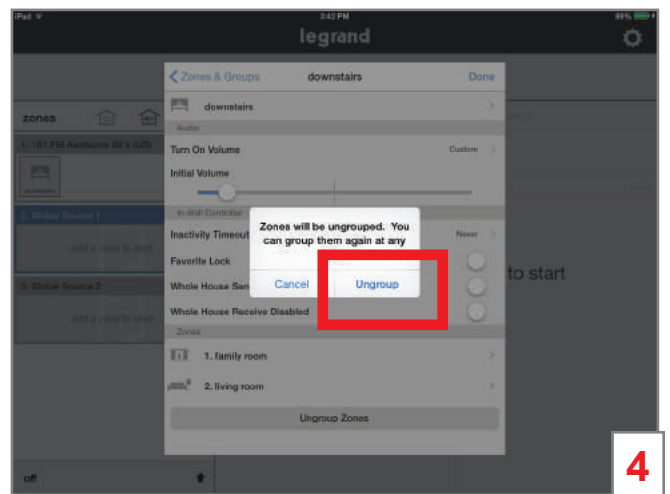 iPad
3:42 PM
99%
legrand
Zones & Groups
downstairs
Done
zones
downstairs
Audio
1: 181.FM Awesome 80's (US)
Turn On Volume
Custom
Initial Volume
downstairs
2. Global Source 1
In-Wall Controller
Zones will be ungrouped. You
can group them again at any
Inactivity Timeout
Never
add a zone to start
Favorite Lock
to start
Cancel
Ungroup
3. Global Source 2
Whole House Sen
Whole House Receive Disabled
add a zone to start
Zones
1. family room
2. living room
Ungroup Zones
off
4